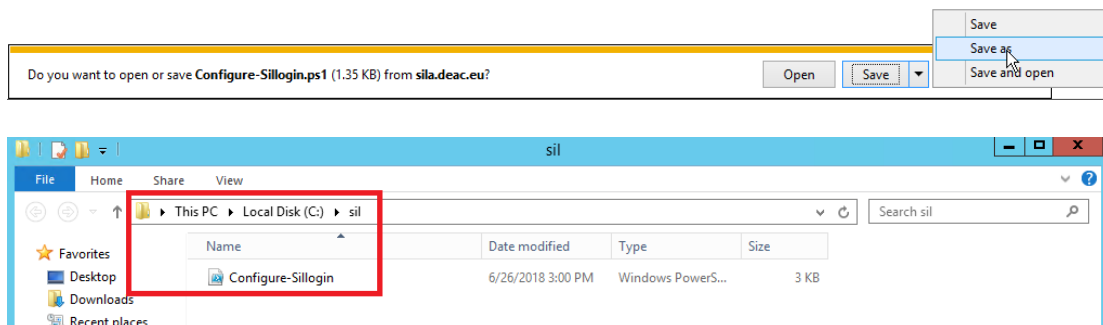 Save
Save as
Save and open
Do you want to open or save Configure-Sillogin.ps1 (1.35 KB) from sila.deac.eu?
Open
Save
sil
File Home Share View
This PC Local Disk (C:) sil
Search sil
Favorites
Desktop
Downloads
Recent places
Name Date modified Type Size
Configure-Sillogin 6/26/2018 3:00 PM Windows PowerS... 3 KB